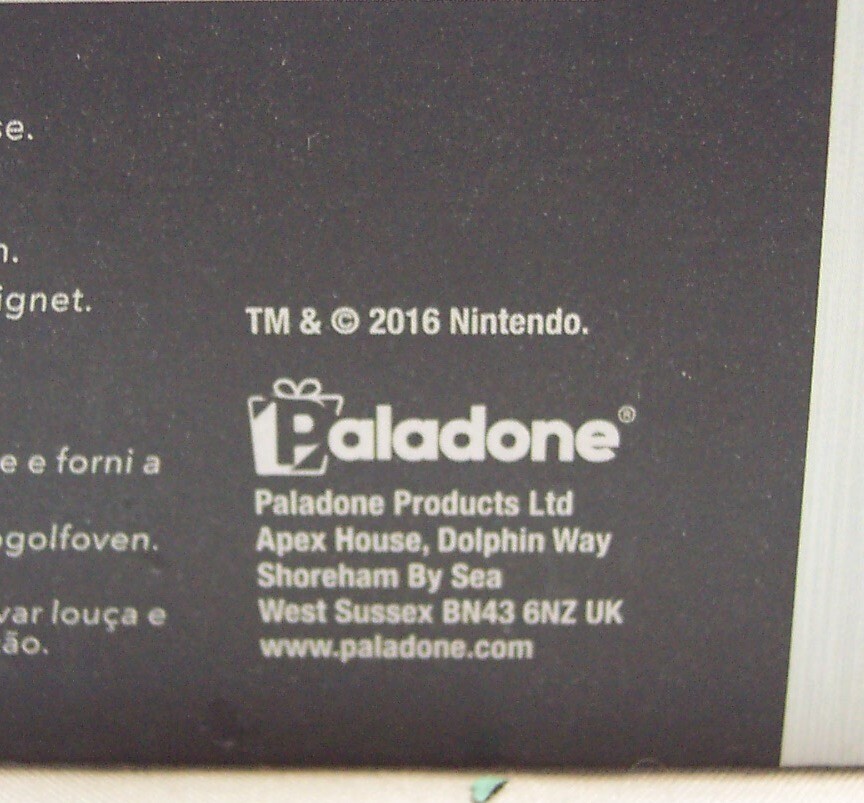 se.
n.
ignet.
TM & © 2016 Nintendo.
Paladone®
e e forni a
Paladone Products Ltd
ogolfoven.
Apex House, Dolphin Way
Shoreham By Sea
var louça e
West Sussex BN43 6NZ UK
ção.
www.paladone.com